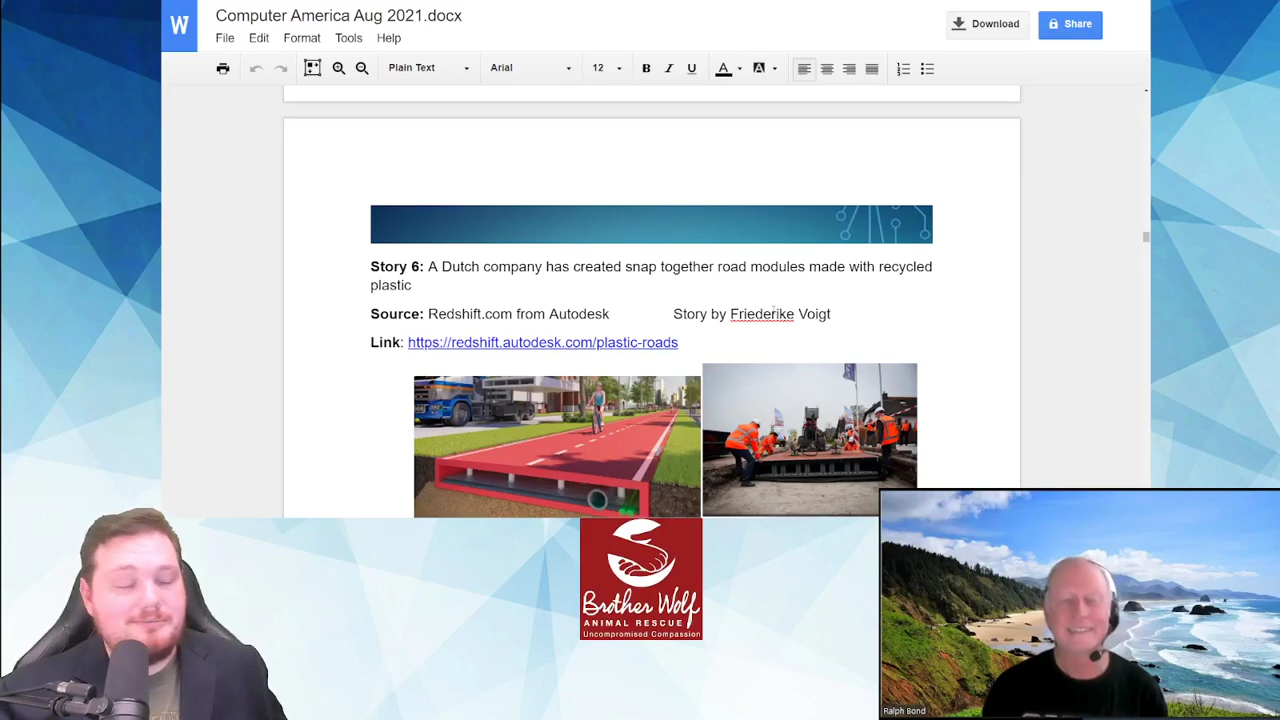 Computer America Aug 2021.docx
W
Download
Share
File Edit Format Tools Help
Plain Text Arial 12 B I U A A
Story 6: A Dutch company has created snap together road modules made with recycled
plastic
Source: Redshift.com from Autodesk Story by Friederike Voigt
Link: https://redshift.autodesk.com/plastic-roads
Brother Wolf
ANIMAL RESCUE
Uncompromised Compassion
Ralph Bond